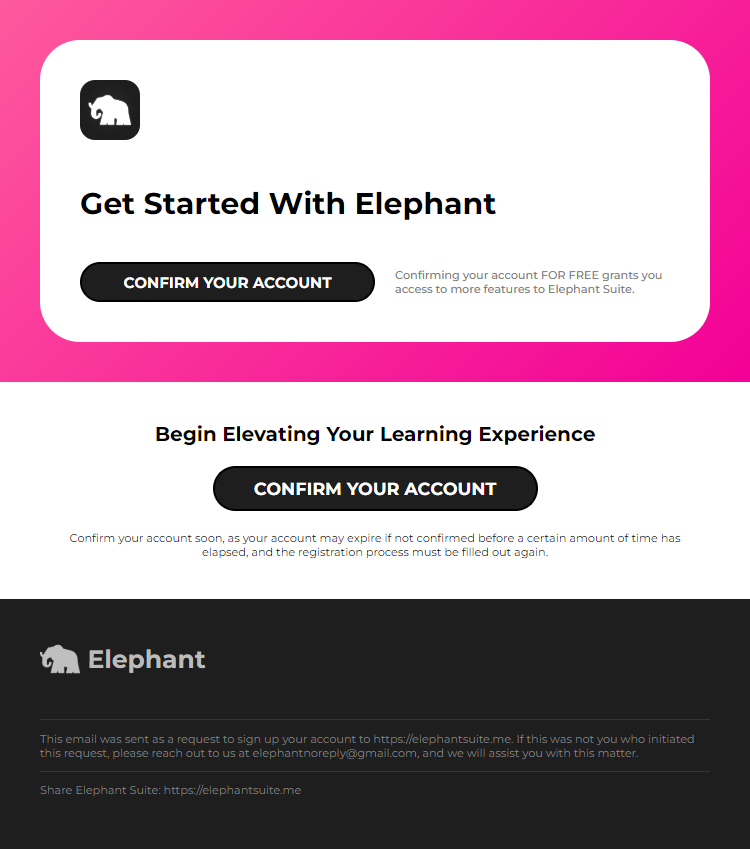 Get Started With Elephant
CONFIRM YOUR ACCOUNT
Confirming your account FOR FREE grants you
access to more features to Elephant Suite.
Begin Elevating Your Learning Experience
CONFIRM YOUR ACCOUNT
Confirm your account soon, as your account may expire if not confirmed before a certain amount of time has
elapsed, and the registration process must be filled out again.
Elephant
This email was sent as a request to sign up your account to https://elephantsuite.me. If this was not you who initiated
this request, please reach out to us at elephantnoreply@gmail.com, and we will assist you with this matter.
Share Elephant Suite: https://elephantsuite.me